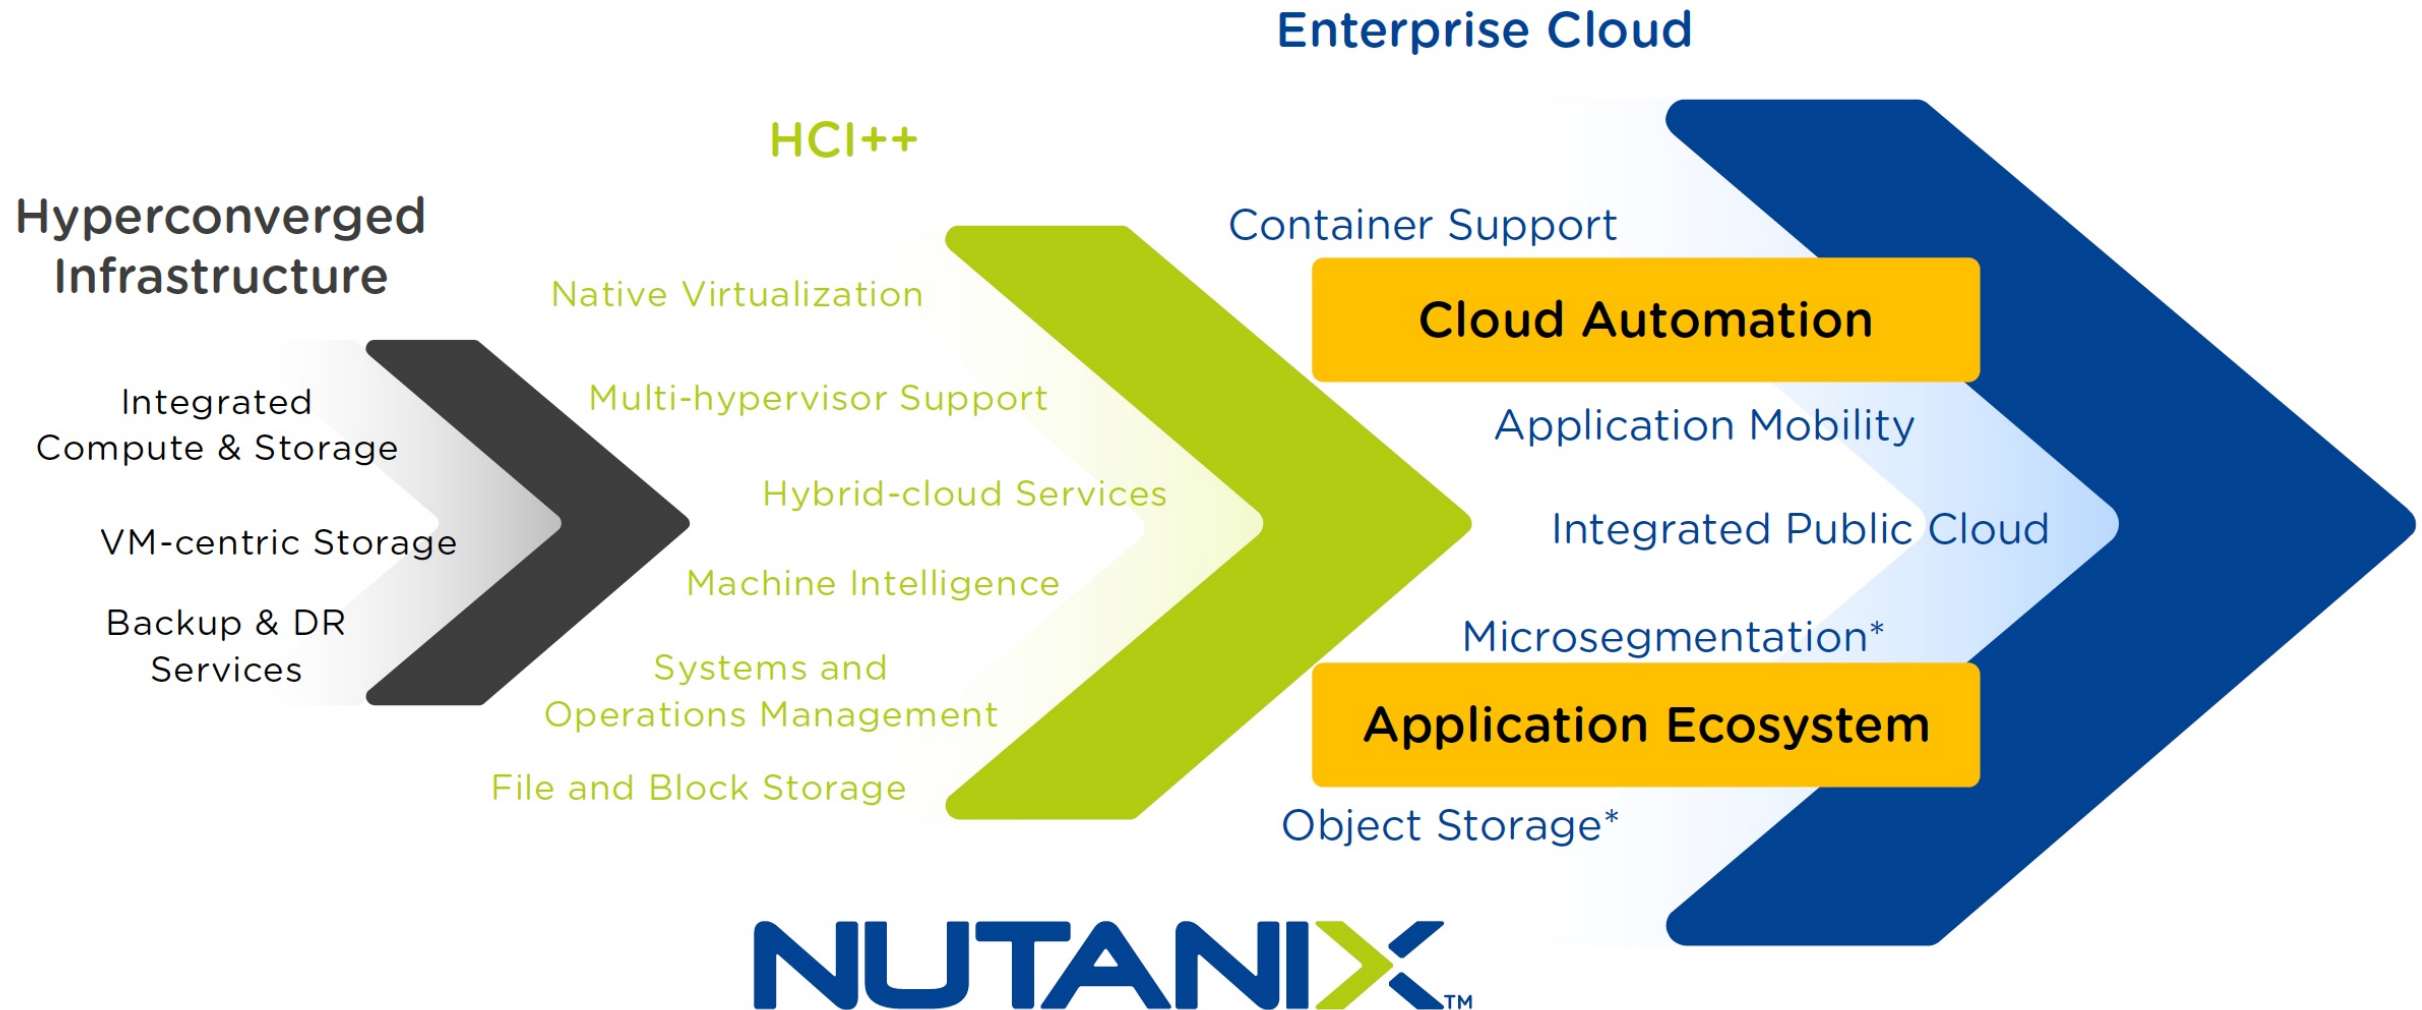 Hyperconverged
Infrastructure
Integrated
Compute & Storage
VM-centric Storage
Backup & DR
Services
HCI++
Native Virtualization
Multi-hypervisor Support
Hybrid-cloud Services
Machine Intelligence
Systems and
Operations Management
File and Block Storage
Enterprise Cloud
Container Support
Cloud Automation
Application Mobility
Integrated Public Cloud
Microsegmentation*
Application Ecosystem
Object Storage*
NUTANIX™